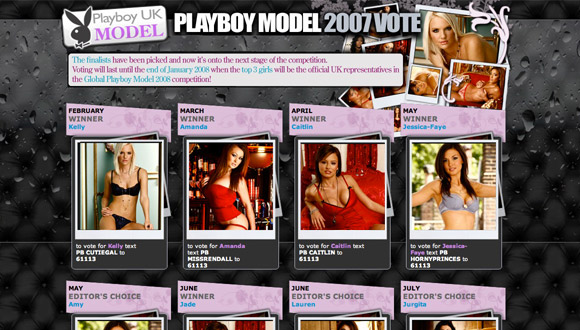 Playboy UK
MODEL
PLAYBOY MODEL 2007 VOTE
The finalists have been picked and now it's onto the next stage of the competition.
Voting will last until the end of January 2008 when the top 3 girls will be the official UK representatives in
the Global Playboy Model 2008 competition!
FEBRUARY
WINNER
Kelly
to vote for Kelly text
PB CUTIEGAL to
61113
MARCH
WINNER
Amanda
to vote for Amanda
text PB
MISSRENDALL to
61113
APRIL
WINNER
Caitlin
to vote for Caitlin text
PB CAITLIN to
61113
MAY
WINNER
Jessica-Faye
to vote for Jessica-
Faye text PB
HORNYPRINCES to
61113
MAY
EDITOR'S CHOICE
Amy
JUNE
WINNER
Jade
JUNE
EDITOR'S CHOICE
Lauren
JULY
EDITOR'S CHOICE
Jurgita